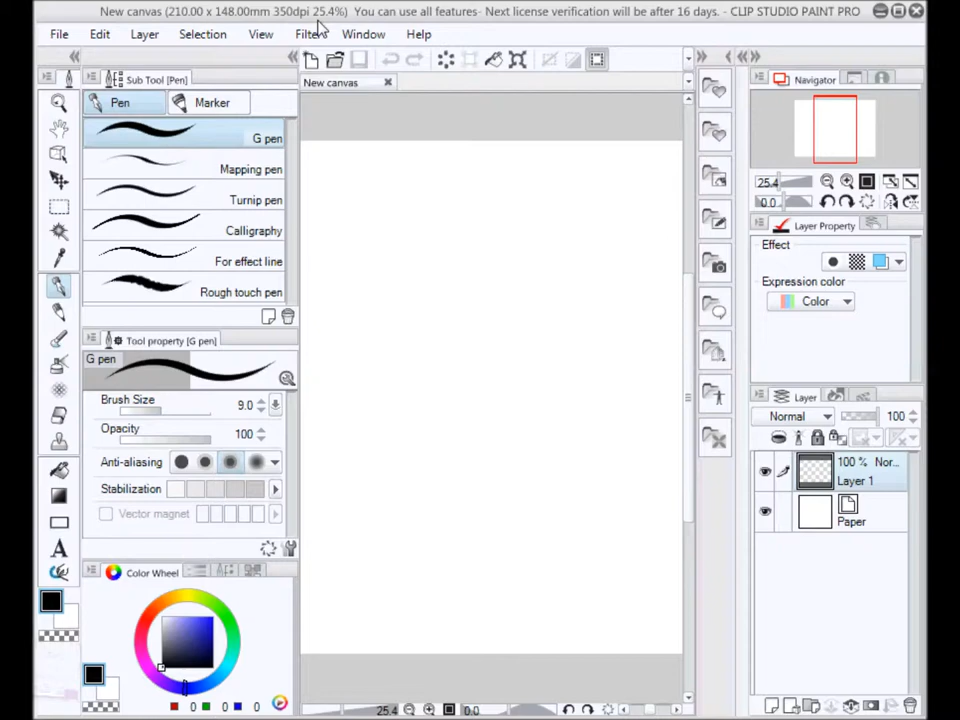 New canvas (210.00 x 148.00mm 350dpi 25.4%)  You can use all features- Next license verification will be after 16 days. - CLIP STUDIO PAINT PRO
File Edit Layer Selection View Filter Window Help
Sub Tool [Pen]
Pen Marker
G pen
Mapping pen
Turnip pen
Calligraphy
For effect line
Rough touch pen
Tool property [G pen]
G pen
Brush Size 9.0
Opacity 100
Anti-aliasing
Stabilization
Vector magnet
Color Wheel
0 0 0
New canvas
25.4 0.0
Navigator
25.4
0.0
Layer Property
Effect
Expression color
Color
Layer
Normal 100
100 % Nor...
Layer 1
Paper
A